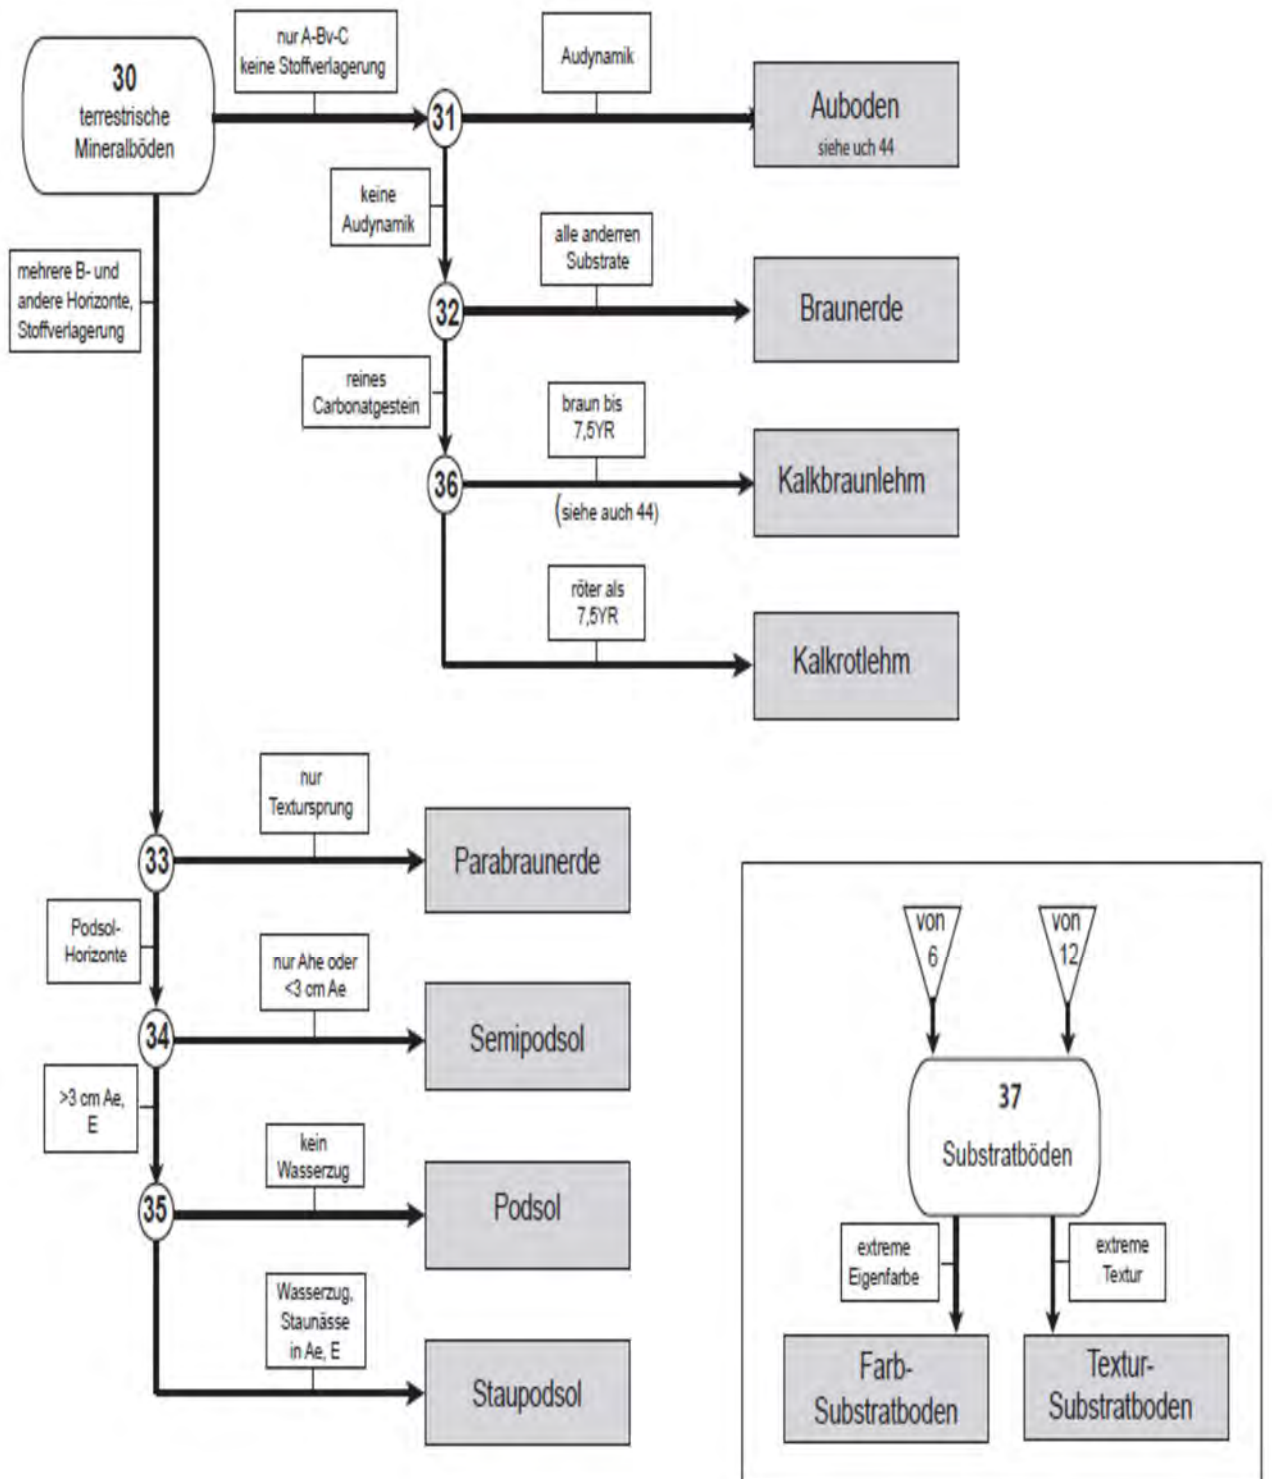 30
terrestrische
Mineralböden
nur A-Bv-C
keine Stoffverlagerung
31
Audynamik
Auboden
siehe uch 44
keine
Audynamik
alle anderren
Substrate
32
Braunerde
mehrere B- und
andere Horizonte,
Stoffverlagerung
reines
Carbonatgestein
braun bis
7,5YR
36
(siehe auch 44)
Kalkbraunlehm
röter als
7,5YR
Kalkrotlehm
nur
Textursprung
33
Parabraunerde
Podsol-
Horizonte
nur Ahe oder
<3 cm Ae
34
Semipodsol
>3 cm Ae,
E
kein
Wasserzug
35
Podsol
Wasserzug,
Staunässe
in Ae, E
Staupodsol
von
6
von
12
37
Substratböden
extreme
Eigenfarbe
extreme
Textur
Farb-
Substratboden
Textur-
Substratboden